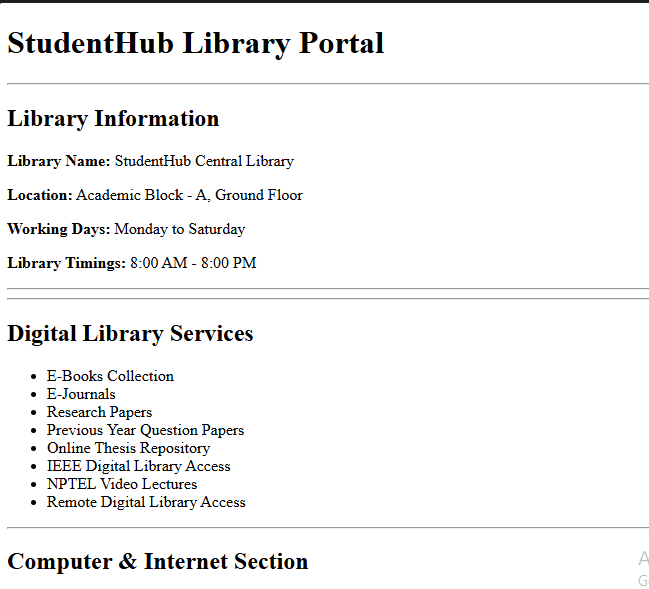 StudentHub Library Portal
Library Information
Library Name: StudentHub Central Library
Location: Academic Block - A, Ground Floor
Working Days: Monday to Saturday
Library Timings: 8:00 AM - 8:00 PM
Digital Library Services
E-Books Collection
E-Journals
Research Papers
Previous Year Question Papers
Online Thesis Repository
IEEE Digital Library Access
NPTEL Video Lectures
Remote Digital Library Access
Computer & Internet Section